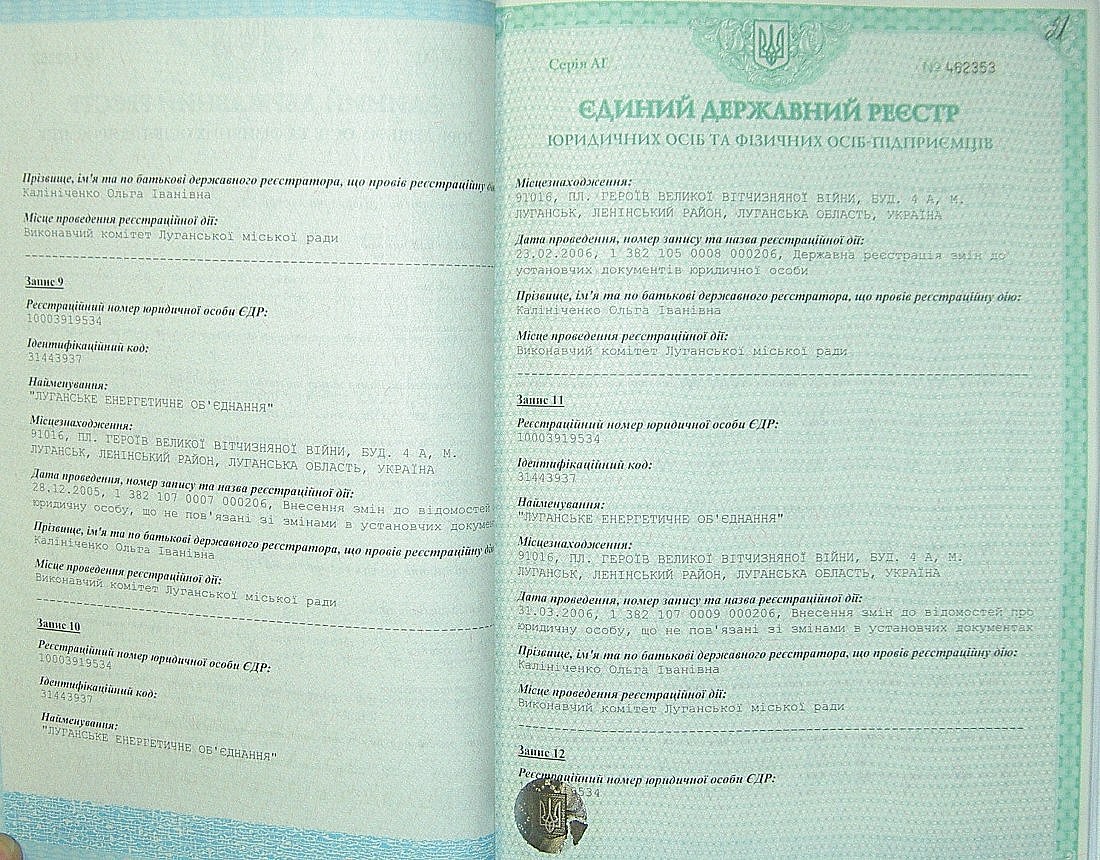 Прізвище, ім'я та по батькові державного реєстратора, що провів реєстраційну
Калініченко Ольга Іванівна
Місце проведення реєстраційної дії:
Виконавчий комітет Луганської міської ради
Запис 9
Реєстраційний номер юридичної особи ЄДР:
10003919534
Ідентифікаційний код:
31443937
Найменування:
"ЛУГАНСЬКЕ ЕНЕРГЕТИЧНЕ ОБ'ЄДНАННЯ"
Місцезнаходження:
91016, ПЛ. ГЕРОЇВ ВЕЛИКОЇ ВІТЧИЗНЯНОЇ ВІЙНИ, БУД. 4 А, М.
ЛУГАНСЬК, ЛЕНІНСЬКИЙ РАЙОН, ЛУГАНСЬКА ОБЛАСТЬ, УКРАЇНА
Дата проведення, номер запису та назва реєстраційної дії:
28.12.2005, 1 382 107 0007 000206, Внесення змін до відомостей
юридичну особу, що не пов'язані зі змінами в установчих докумен
Прізвище, ім'я та по батькові державного реєстратора, що провів реєстраційну
Калініченко Ольга Іванівна
Місце проведення реєстраційної дії:
Виконавчий комітет Луганської міської ради
Запис 10
Реєстраційний номер юридичної особи ЄДР:
10003919534
Ідентифікаційний код:
31443937
Найменування:
"ЛУГАНСЬКЕ ЕНЕРГЕТИЧНЕ ОБ'ЄДНАННЯ"
21
Серія АГ
№ 462353
ЄДИНИЙ ДЕРЖАВНИЙ РЕЄСТР
ЮРИДИЧНИХ ОСІБ ТА ФІЗИЧНИХ ОСІБ-ПІДПРИЄМЦІВ
Місцезнаходження:
91016, ПЛ. ГЕРОЇВ ВЕЛИКОЇ ВІТЧИЗНЯНОЇ ВІЙНИ, БУД. 4 А, М.
ЛУГАНСЬК, ЛЕНІНСЬКИЙ РАЙОН, ЛУГАНСЬКА ОБЛАСТЬ, УКРАЇНА
Дата проведення, номер запису та назва реєстраційної дії:
23.02.2006, 1 382 105 0008 000206, Державна реєстрація змін до
установчих документів юридичної особи
Прізвище, ім'я та по батькові державного реєстратора, що провів реєстраційну дію:
Калініченко Ольга Іванівна
Місце проведення реєстраційної дії:
Виконавчий комітет Луганської міської ради
Запис 11
Реєстраційний номер юридичної особи ЄДР:
10003919534
Ідентифікаційний код:
31443937
Найменування:
"ЛУГАНСЬКЕ ЕНЕРГЕТИЧНЕ ОБ'ЄДНАННЯ"
Місцезнаходження:
91016, ПЛ. ГЕРОЇВ ВЕЛИКОЇ ВІТЧИЗНЯНОЇ ВІЙНИ, БУД. 4 А, М.
ЛУГАНСЬК, ЛЕНІНСЬКИЙ РАЙОН, ЛУГАНСЬКА ОБЛАСТЬ, УКРАЇНА
Дата проведення, номер запису та назва реєстраційної дії:
31.03.2006, 1 382 107 0009 000206, Внесення змін до відомостей про
юридичну особу, що не пов'язані зі змінами в установчих документах
Прізвище, ім'я та по батькові державного реєстратора, що провів реєстраційну дію:
Калініченко Ольга Іванівна
Місце проведення реєстраційної дії:
Виконавчий комітет Луганської міської ради
Запис 12
Реєстраційний номер юридичної особи ЄДР:
9534